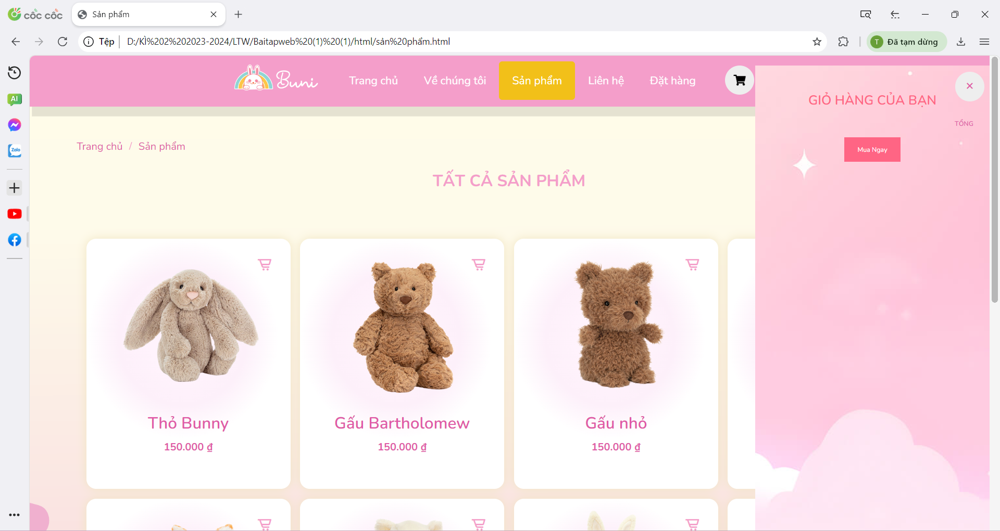 cốc cốc
Sản phẩm
Tệp
D:/KÌ%202%202023-2024/LTW/Baitapweb%20(1)%20(1)/html/sản%20phẩm.html
T
Đã tạm dừng
AI
Zalo
Buni
Trang chủ
Về chúng tôi
Sản phẩm
Liên hệ
Đặt hàng
GIỎ HÀNG CỦA BẠN
TỔNG
Mua Ngay
Trang chủ / Sản phẩm
TẤT CẢ SẢN PHẨM
Thỏ Bunny
150.000 ₫
Gấu Bartholomew
150.000 ₫
Gấu nhỏ
150.000 ₫